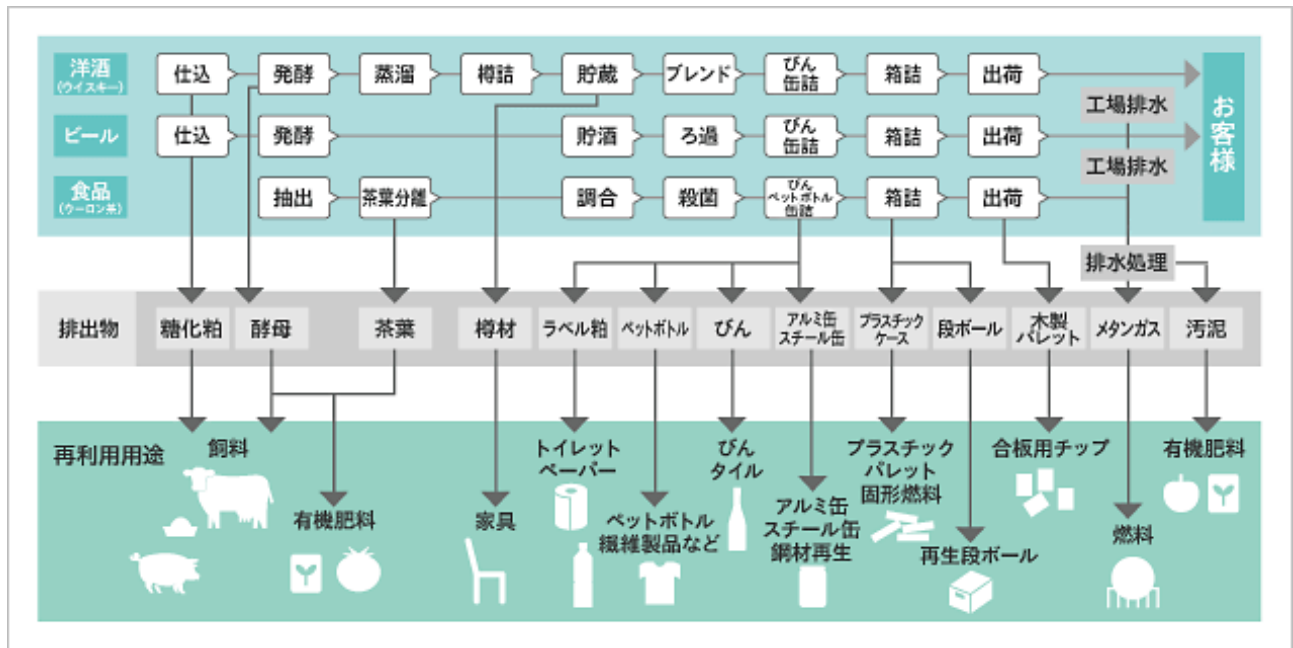 洋酒
(ウイスキー)
仕込
発酵
蒸溜
樽詰
貯蔵
ブレンド
びん
缶詰
箱詰
出荷
工場排水
ビール
仕込
発酵
貯酒
ろ過
びん
缶詰
箱詰
出荷
工場排水
食品
(ウーロン茶)
抽出
茶葉分離
調合
殺菌
びん
ペットボトル
缶詰
箱詰
出荷
お客様
排水処理
排出物
糖化粕
酵母
茶葉
樽材
ラベル粕
ペットボトル
びん
アルミ缶
スチール缶
プラスチック
ケース
段ボール
木製
パレット
メタンガス
汚泥
再利用用途
飼料
有機肥料
家具
トイレット
ペーパー
ペットボトル
繊維製品など
びん
タイル
アルミ缶
スチール缶
鋼材再生
プラスチック
パレット
固形燃料
再生段ボール
合板用チップ
燃料
有機肥料